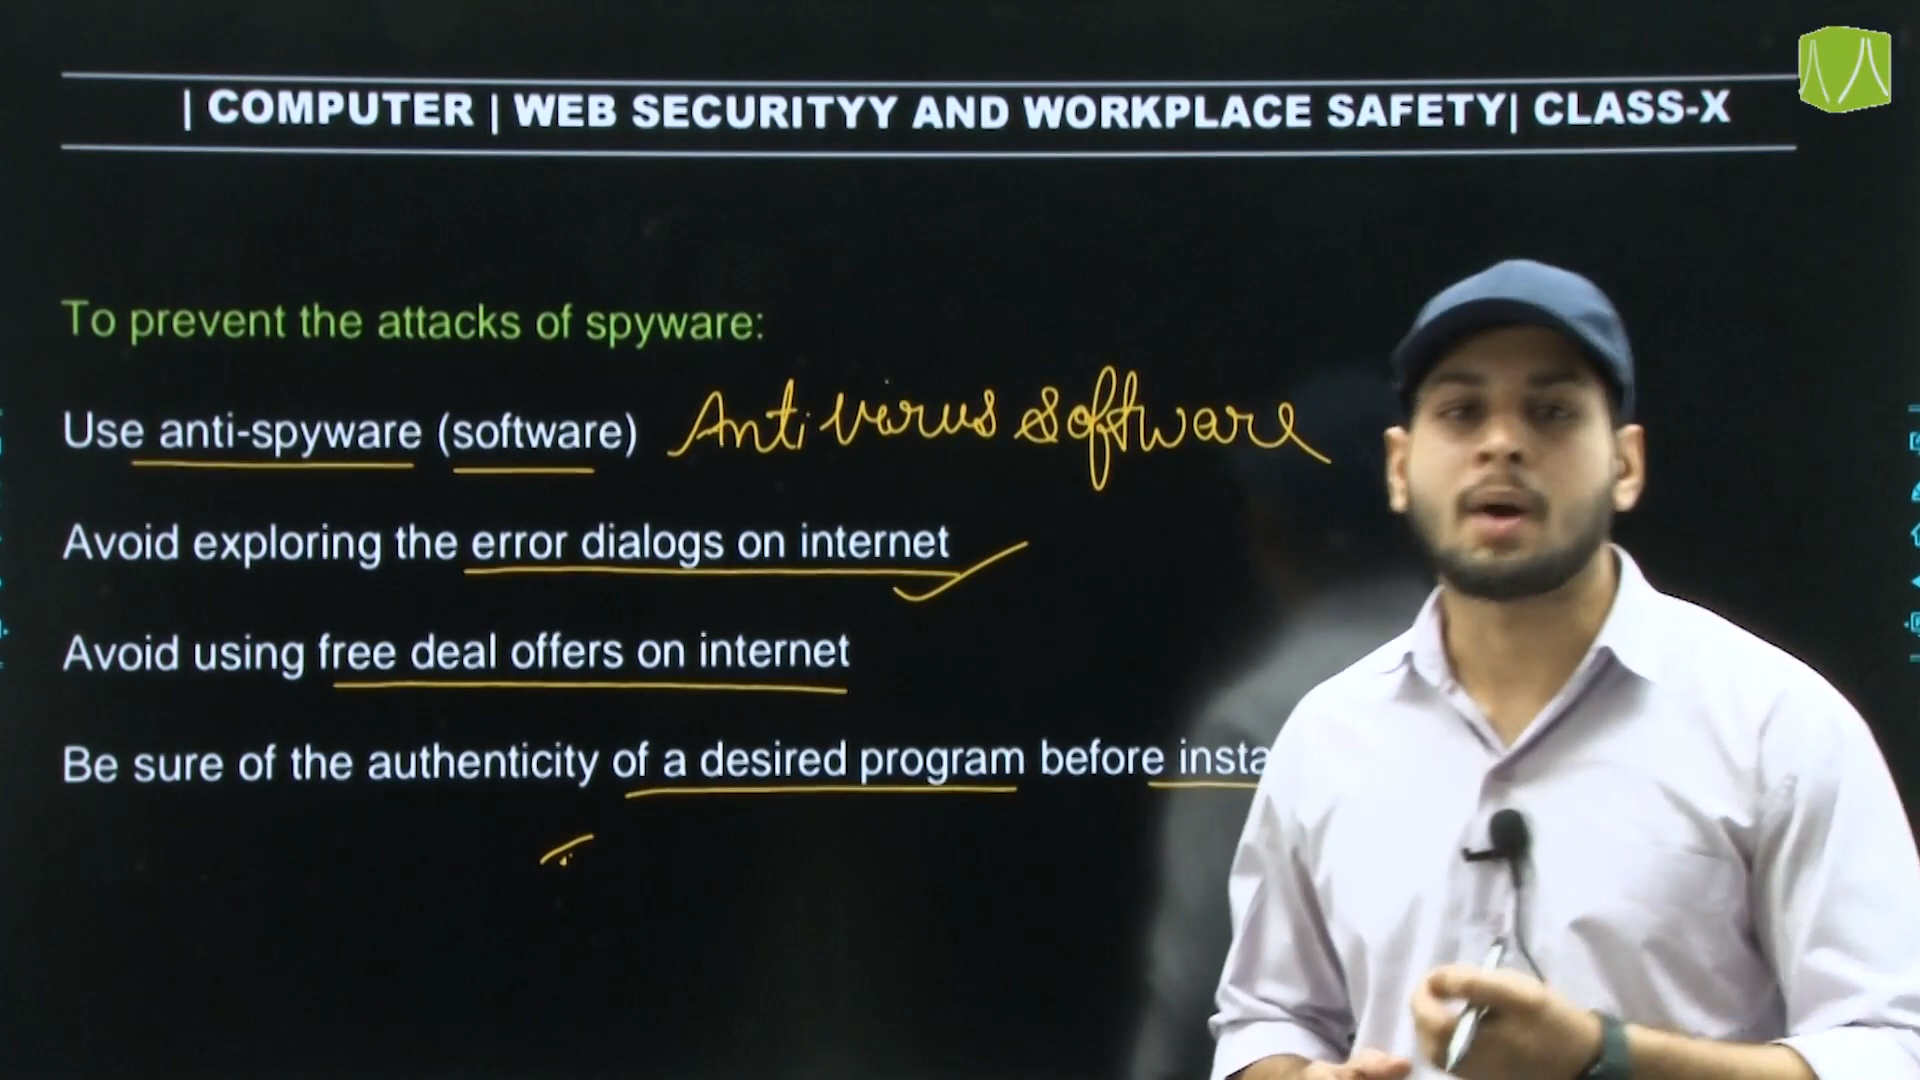 | COMPUTER | WEB SECURITYY AND WORKPLACE SAFETY| CLASS-X
To prevent the attacks of spyware:
Use anti-spyware (software) Anti virus software
Avoid exploring the error dialogs on internet
Avoid using free deal offers on internet
Be sure of the authenticity of a desired program before insta